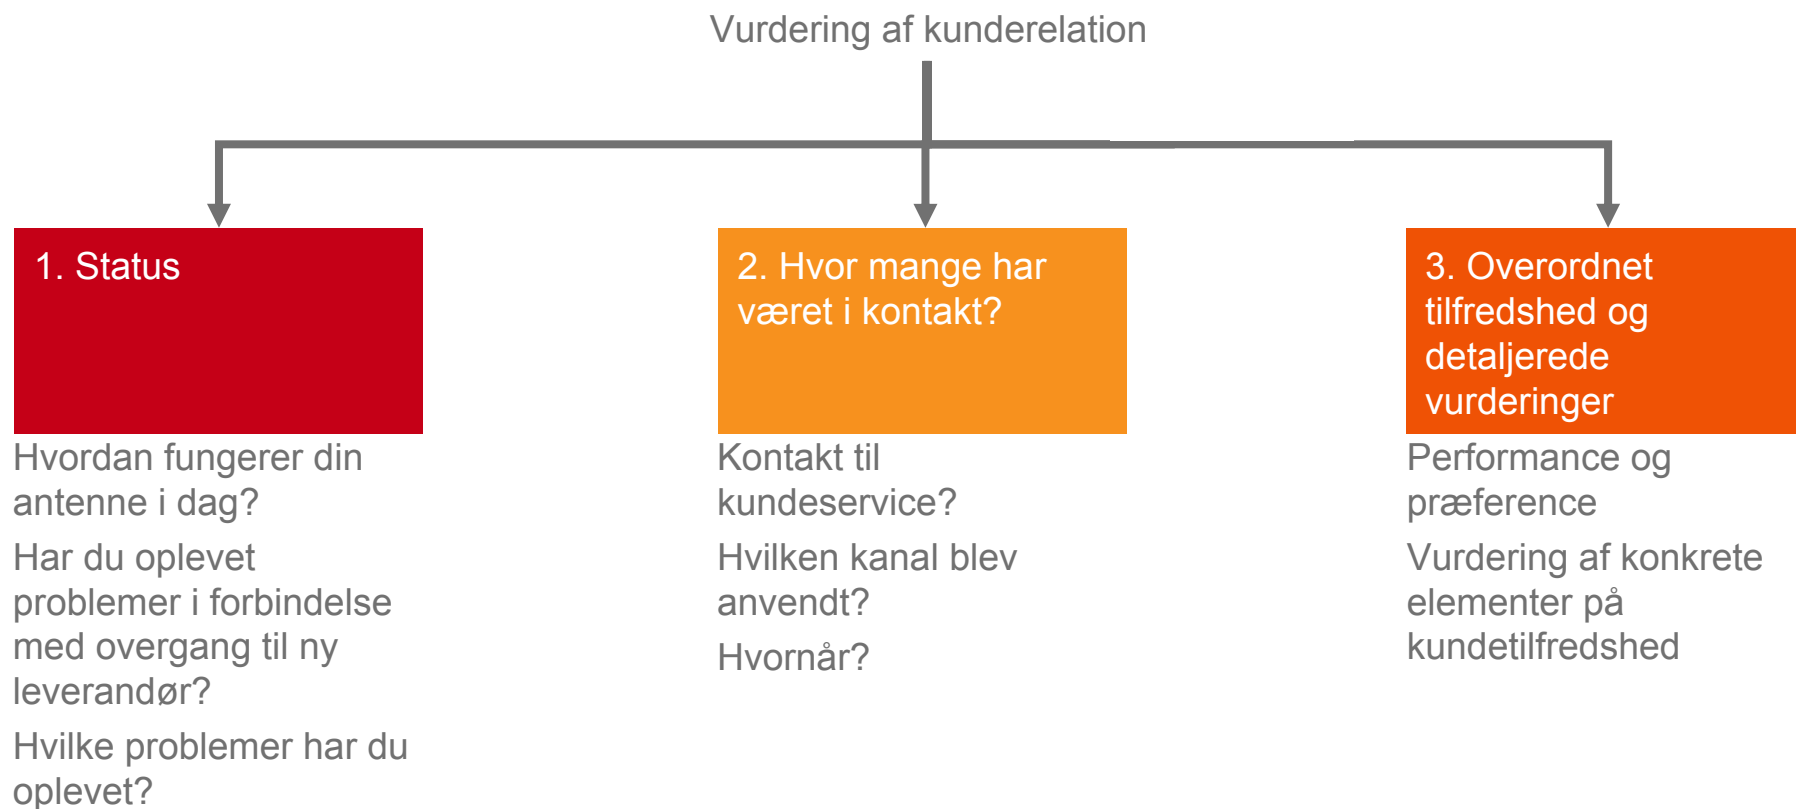 Vurdering af kunderelation
1. Status
Hvordan fungerer din
antenne i dag?
Har du oplevet
problemer i forbindelse
med overgang til ny
leverandør?
Hvilke problemer har du
oplevet?
2. Hvor mange har
været i kontakt?
Kontakt til
kundeservice?
Hvilken kanal blev
anvendt?
Hvornår?
3. Overordnet
tilfredshed og
detaljerede
vurderinger
Performance og
præference
Vurdering af konkrete
elementer på
kundetilfredshed